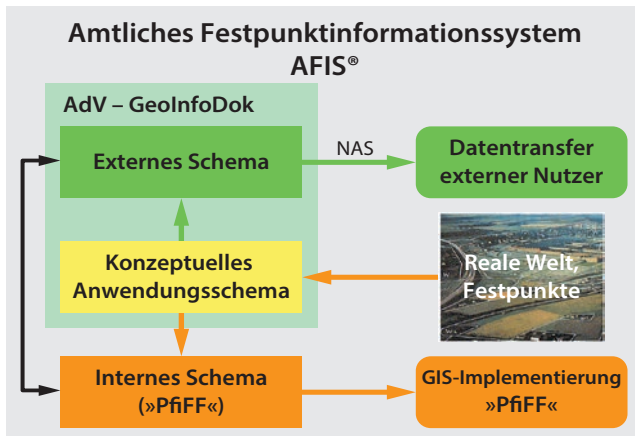 Amtliches Festpunktinformationssystem
AFIS®
AdV – GeoInfoDok
Externes Schema
NAS
Datentransfer
externer Nutzer
Konzeptuelles
Anwendungsschema
Reale Welt,
Festpunkte
Internes Schema
(»PfiFF«)
GIS-Implementierung
»PfiFF«